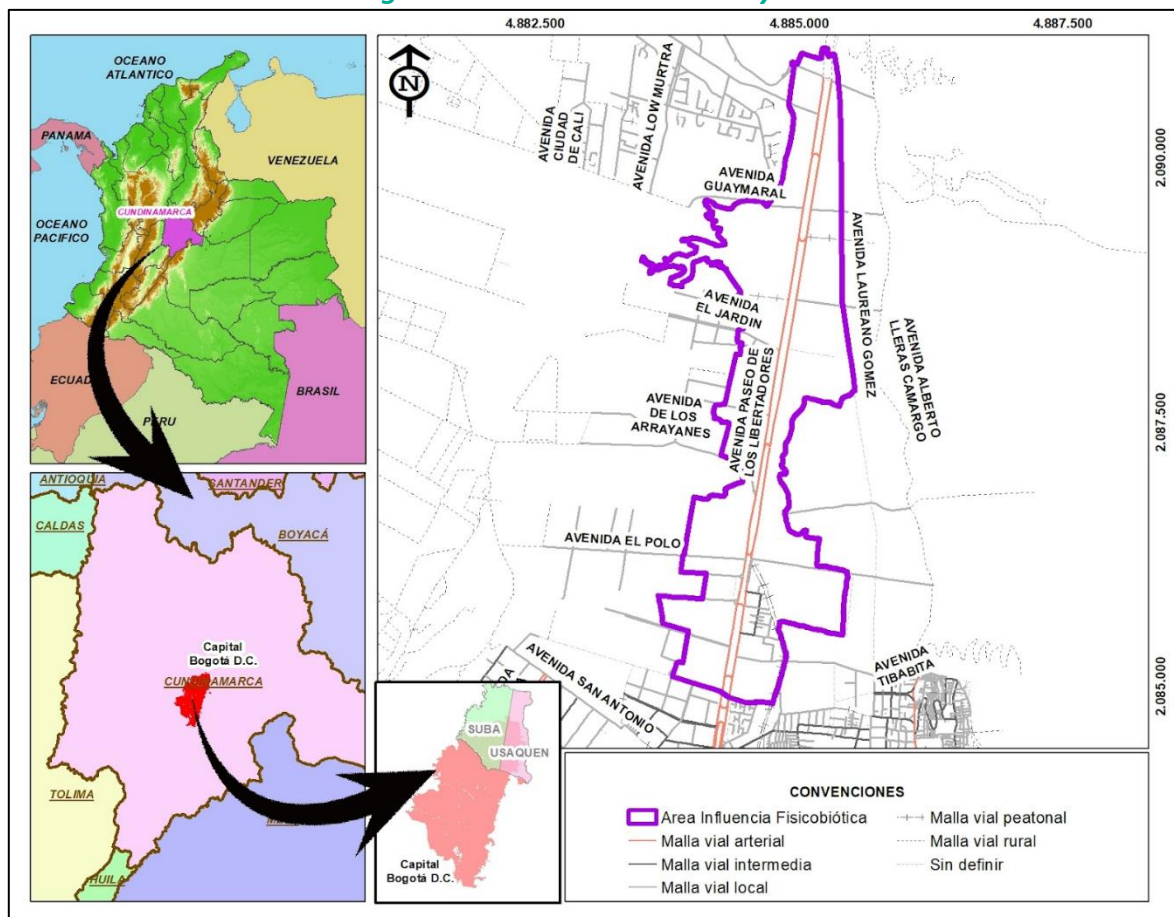 4.882.500
4.885.000
4.887.500
OCEANO
ATLANTICO
PANAMA
VENEZUELA
CUNDINAMARCA
OCEANO
PACIFICO
BRASIL
PERU
ANTIOQUIA
SANTANDER
CALDAS
BOYACÁ
Capital
Bogotá D.C.
CUNDINAMARCA
TOLIMA
HUILA
SUBA
USAQUEN
Capital
Bogotá D.C.
N
AVENIDA
CIUDAD
DE CALI
AVENIDA LOW MURTRA
AVENIDA
GUAYMARAL
AVENIDA LAUREANO GOMEZ
AVENIDA
EL JARDIN
AVENIDA ALBERTO
LLERAS CAMARGO
AVENIDA PASEO DE
LOS LIBERTADORES
AVENIDA
DE LOS
ARRAYANES
AVENIDA EL POLO
AVENIDA SAN ANTONIO
AVENIDA
TIBABITA
2.090.000
2.087.500
2.085.000
CONVENCIONES
Area Influencia Fisicobiótica
Malla vial arterial
Malla vial intermedia
Malla vial local
Malla vial peatonal
Malla vial rural
Sin definir